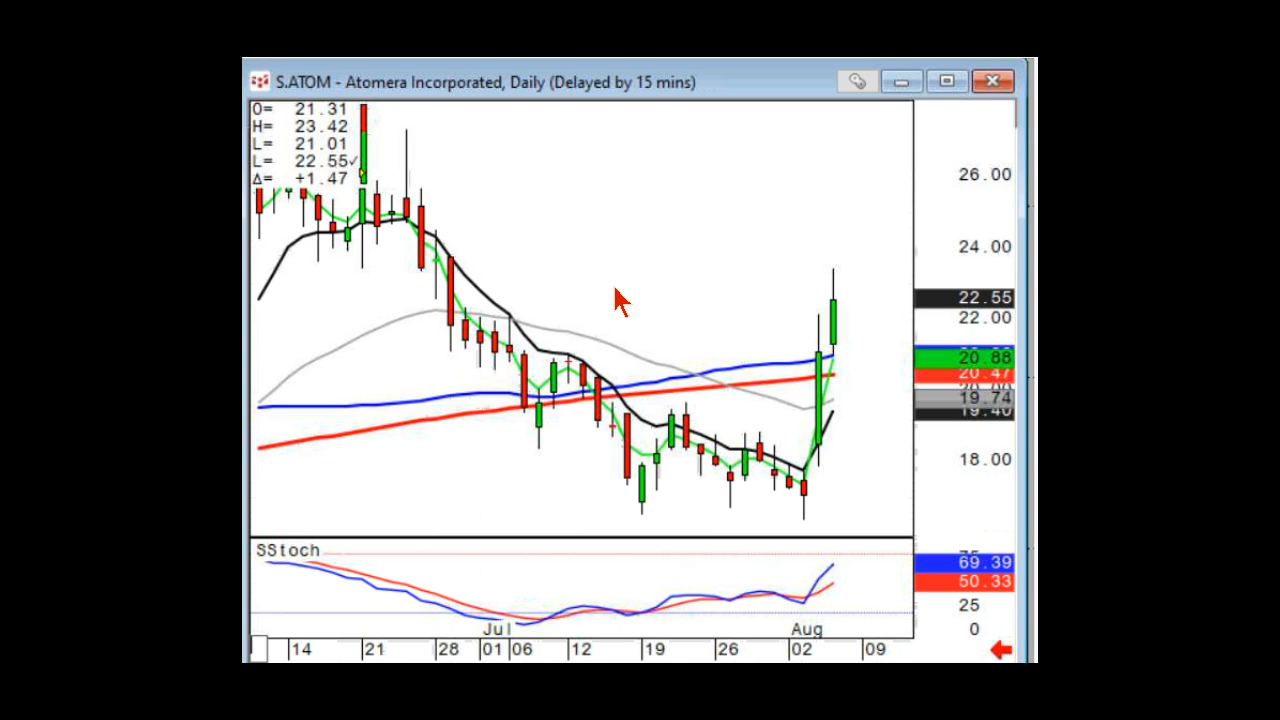 S.ATOM - Atomera Incorporated, Daily (Delayed by 15 mins)
O= 21.31
H= 23.42
L= 21.01
L= 22.55✓
Δ= +1.47
26.00
24.00
22.55
22.00
20.88
20.47
19.74
19.40
18.00
SStoch
75
69.39
50.33
25
0
Jul Aug
14 21 28 01 06 12 19 26 02 09